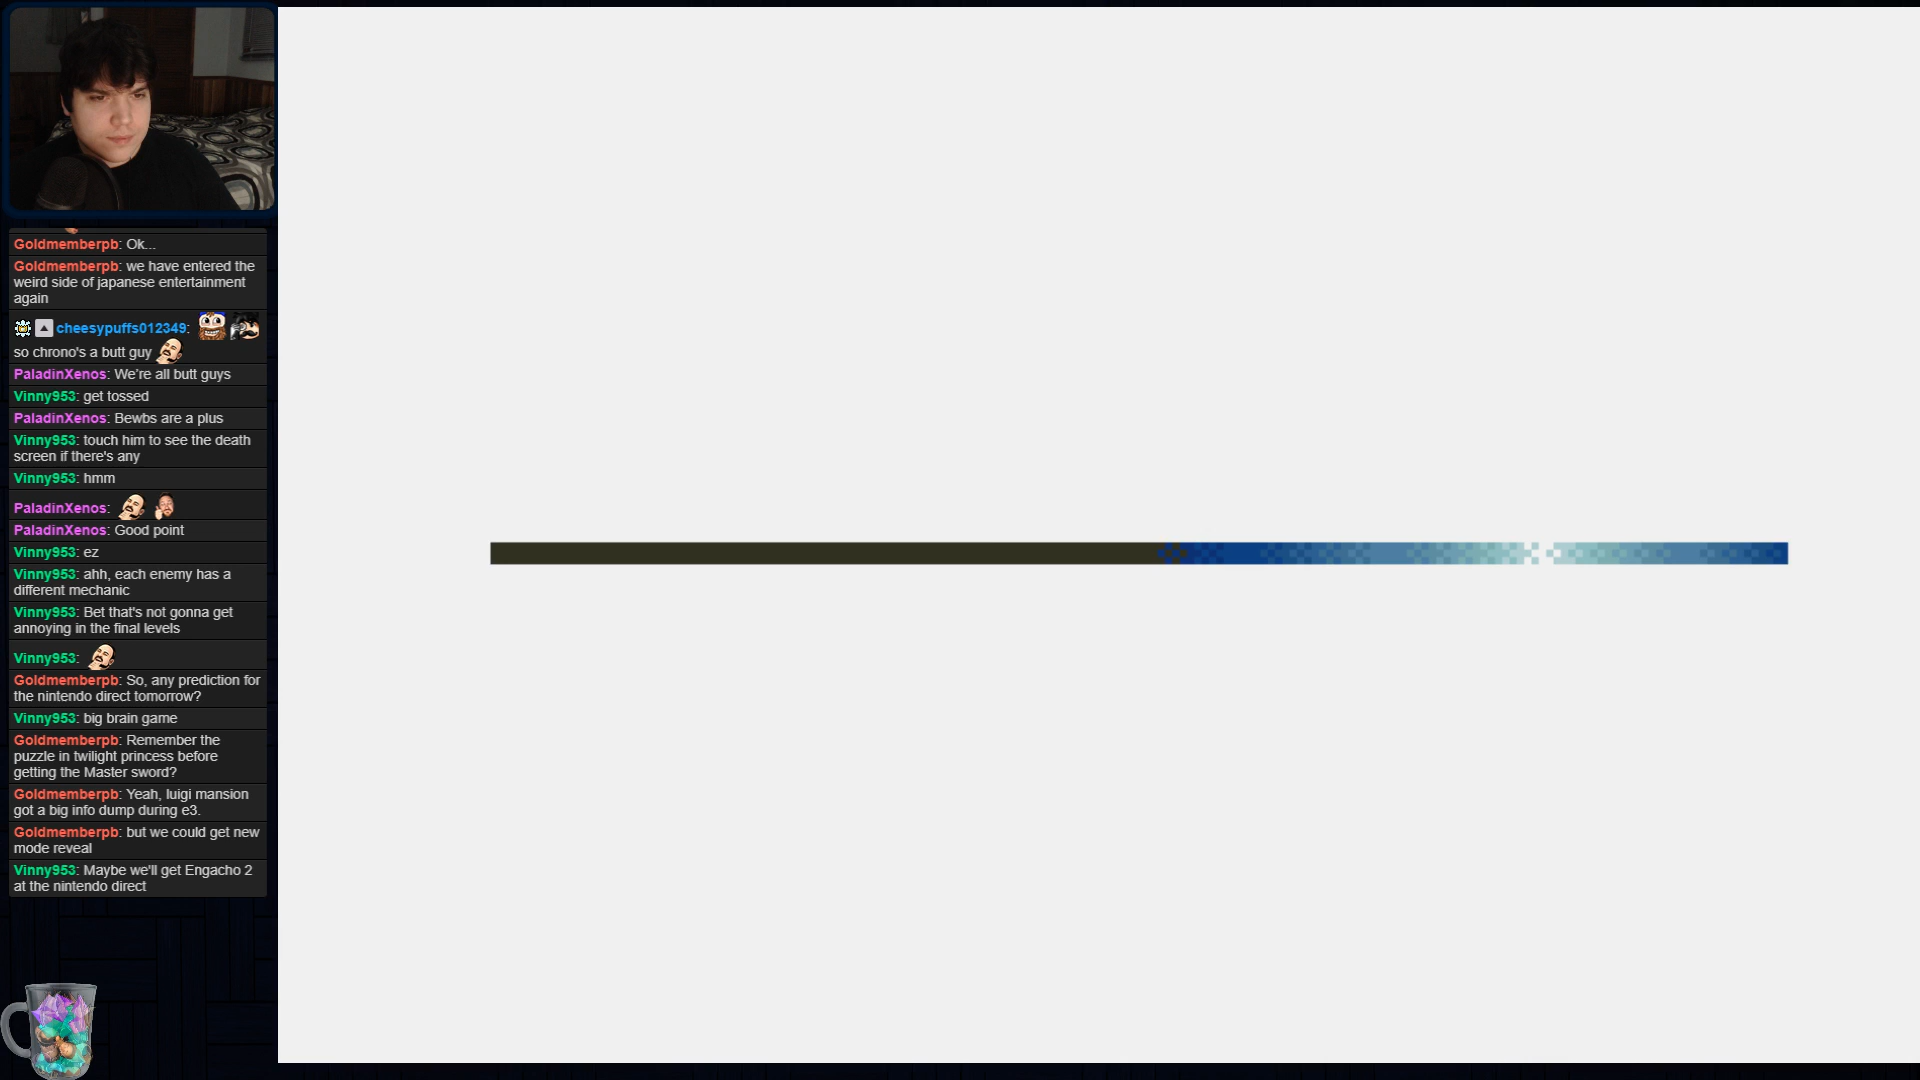 Goldmemberpb: Ok...
Goldmemberpb: we have entered the
weird side of japanese entertainment
again
cheesypuffs012349:
so chrono's a butt guy
PaladinXenos: We're all butt guys
Vinny953: get tossed
PaladinXenos: Bewbs are a plus
Vinny953: touch him to see the death
screen if there's any
Vinny953: hmm
PaladinXenos:
PaladinXenos: Good point
Vinny953: ez
Vinny953: ahh, each enemy has a
different mechanic
Vinny953: Bet that's not gonna get
annoying in the final levels
Vinny953:
Goldmemberpb: So, any prediction for
the nintendo direct tomorrow?
Vinny953: big brain game
Goldmemberpb: Remember the
puzzle in twilight princess before
getting the Master sword?
Goldmemberpb: Yeah, luigi mansion
got a big info dump during e3.
Goldmemberpb: but we could get new
mode reveal
Vinny953: Maybe we'll get Engacho 2
at the nintendo direct